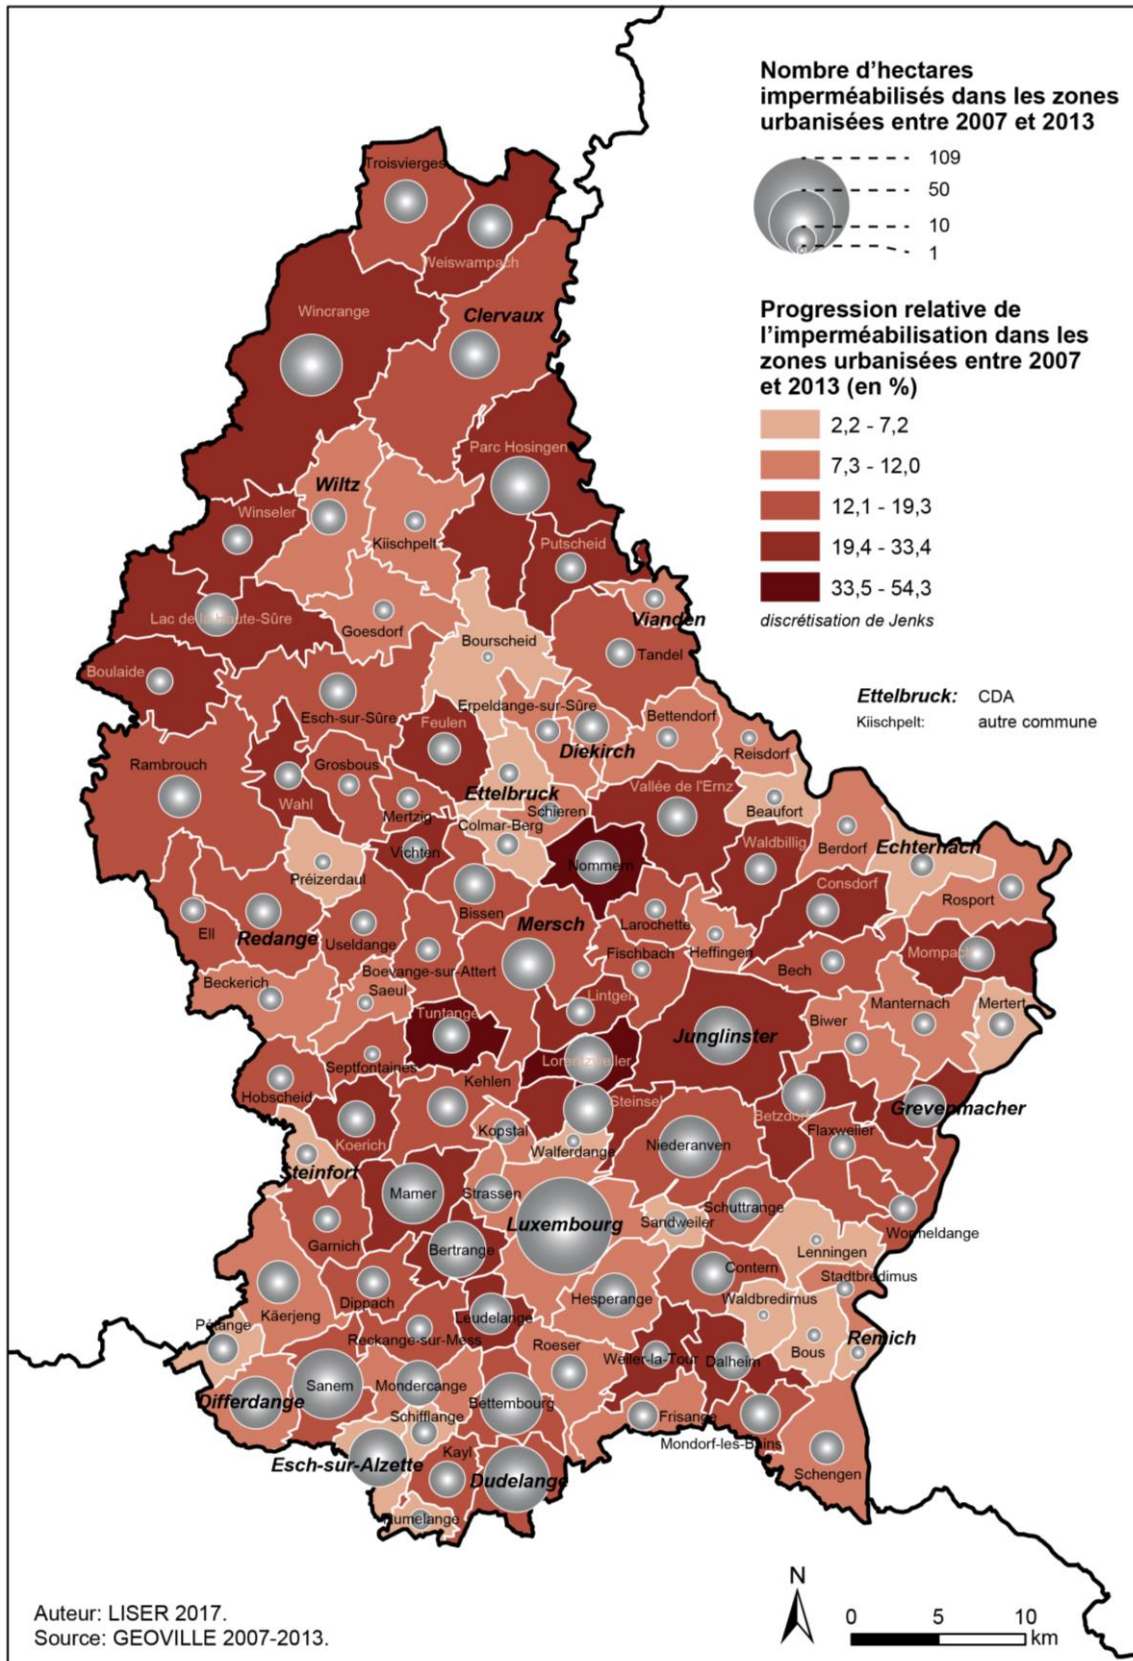 Nombre d'hectares
imperméabilisés dans les zones
urbanisées entre 2007 et 2013
109
50
10
1
Progression relative de
l'imperméabilisation dans les
zones urbanisées entre 2007
et 2013 (en %)
2,2 - 7,2
7,3 - 12,0
12,1 - 19,3
19,4 - 33,4
33,5 - 54,3
discrétisation de Jenks
Ettelbruck: CDA
Kiischpelt: autre commune
Troisvierges
Weiswampach
Wincrange
Clervaux
Parc Hosingen
Wiltz
Winseler
Kiischpelt
Putscheid
Lac de la Haute-Sûre
Goesdorf
Vianden
Bourscheid
Tandel
Boulaide
Esch-sur-Sûre
Erpeldange-sur-Sûre
Feulen
Bettendorf
Diekirch
Reisdorf
Rambrouch
Grosbous
Wahl
Ettelbruck
Vallée de l'Ernz
Mertzig
Schieren
Beaufort
Colmar-Berg
Waldbillig
Berdorf
Echternach
Vichten
Nommern
Préizerdaul
Consdorf
Rosport
Bissen
Mersch
Larochette
Ell
Redange
Useldange
Heffingen
Fischbach
Mompach
Boevange-sur-Attert
Bech
Beckerich
Saeul
Lintgen
Manternach
Mertert
Tuntange
Biwer
Junglinster
Septfontaines
Lorentzweiler
Kehlen
Hobscheid
Steinsel
Betzdorf
Grevenmacher
Koerich
Kopstal
Flaxweiler
Niederanven
Walferdange
Steinfort
Mamer
Strassen
Luxembourg
Sandweiler
Schuttrange
Wormeldange
Garnich
Bertrange
Lenningen
Contern
Stadtbredimus
Dippach
Hesperange
Käerjeng
Leudelange
Waldbredimus
Pétange
Reckange-sur-Mess
Roeser
Remich
Bous
Weiler-la-Tour
Dalheim
Sanem
Mondercange
Differdange
Bettembourg
Schifflange
Frisange
Mondorf-les-Bains
Kayl
Esch-sur-Alzette
Dudelange
Schengen
Rumelange
N
0 5 10
km
Auteur: LISER 2017.
Source: GEOVILLE 2007-2013.